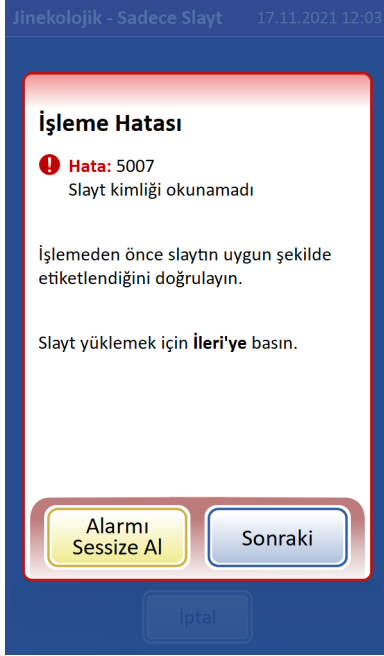 Jinekolojik - Sadece Slayt 17.11.2021 12:03
İşleme Hatası
Hata: 5007
Slayt kimliği okunamadı
İşlemeden önce slaytın uygun şekilde
etiketlendiğini doğrulayın.
Slayt yüklemek için İleri'ye basın.
Alarmı
Sessize Al
Sonraki
İptal